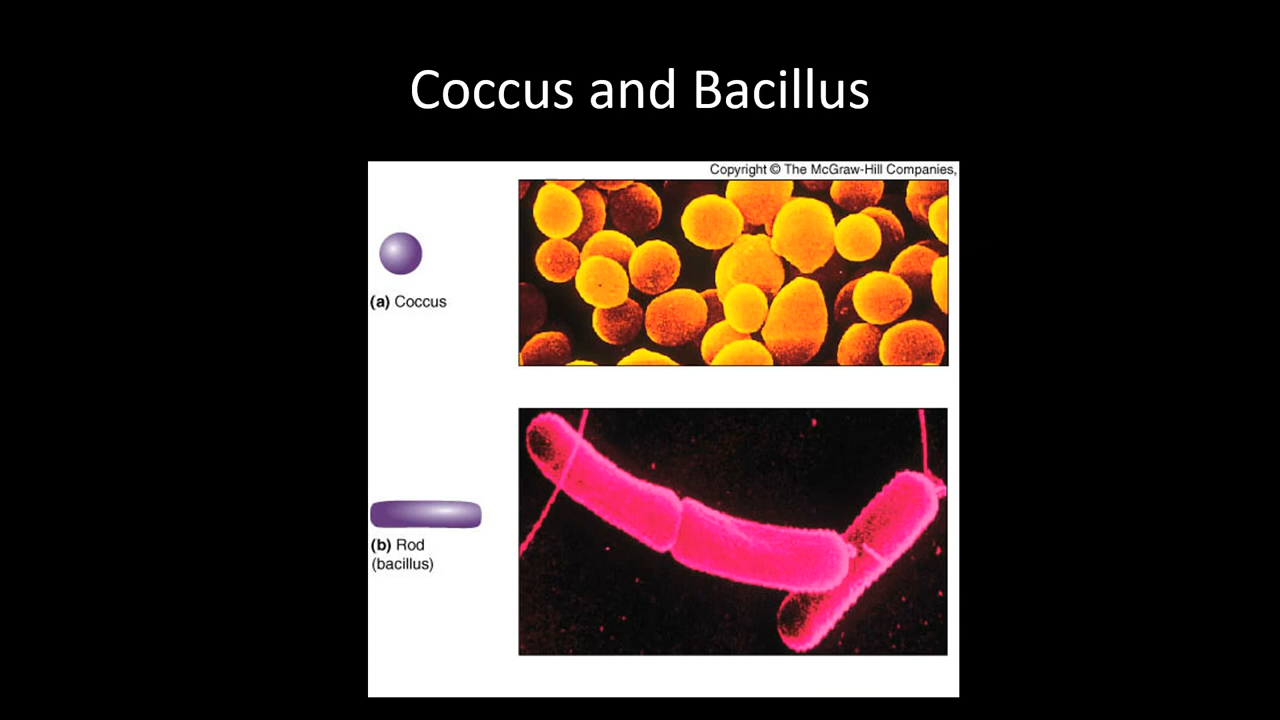 Coccus and Bacillus
Copyright © The McGraw-Hill Companies,
(a) Coccus
(b) Rod
(bacillus)